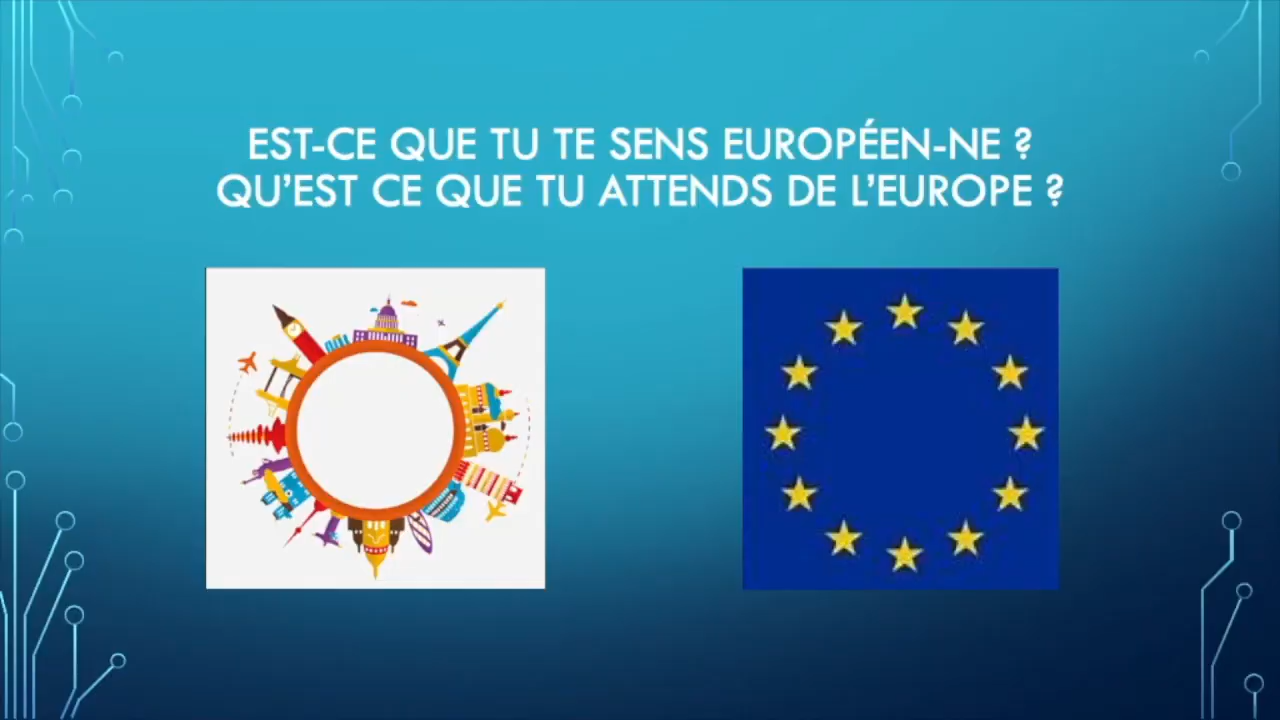 EST-CE QUE TU TE SENS EUROPÉEN-NE ?
QU’EST CE QUE TU ATTENDS DE L’EUROPE ?